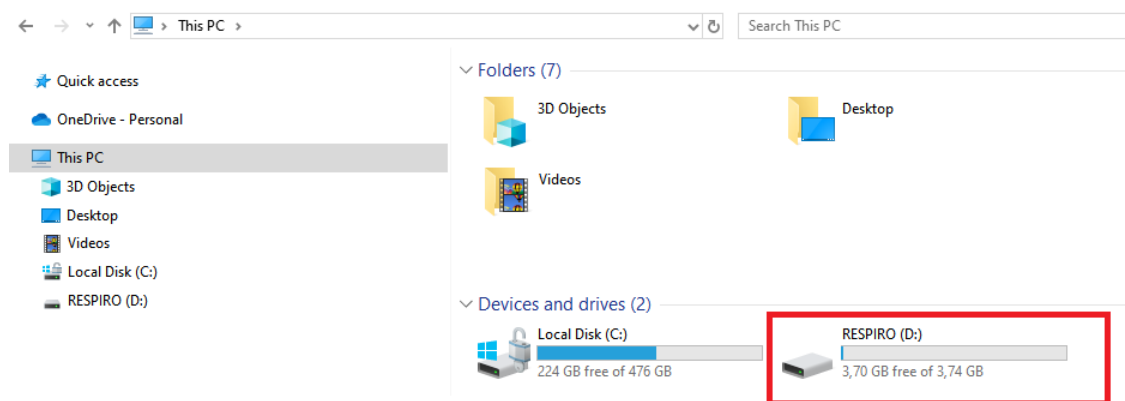 This PC
Search This PC
Quick access
OneDrive - Personal
This PC
3D Objects
Desktop
Videos
Local Disk (C:)
RESPIRO (D:)
Folders (7)
3D Objects
Desktop
Videos
Devices and drives (2)
Local Disk (C:)
224 GB free of 476 GB
RESPIRO (D:)
3,70 GB free of 3,74 GB